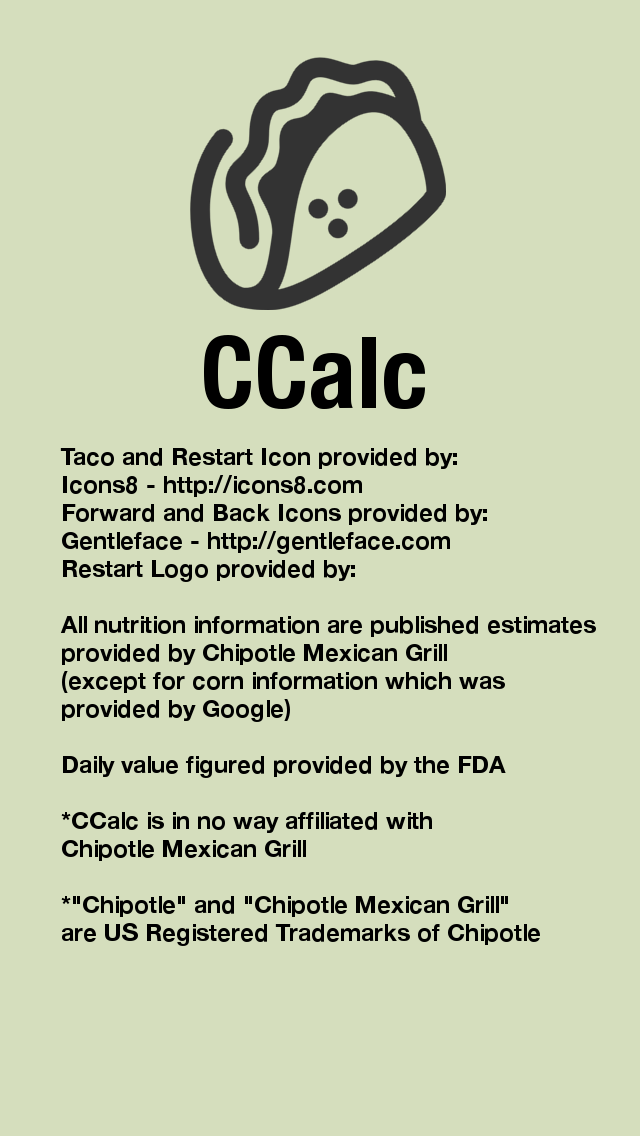 CCalc
Taco and Restart Icon provided by:
Icons8 - http://icons8.com
Forward and Back Icons provided by:
Gentleface - http://gentleface.com
Restart Logo provided by:
All nutrition information are published estimates
provided by Chipotle Mexican Grill
(except for corn information which was
provided by Google)
Daily value figured provided by the FDA
*CCalc is in no way affiliated with
Chipotle Mexican Grill
*"Chipotle" and "Chipotle Mexican Grill"
are US Registered Trademarks of Chipotle